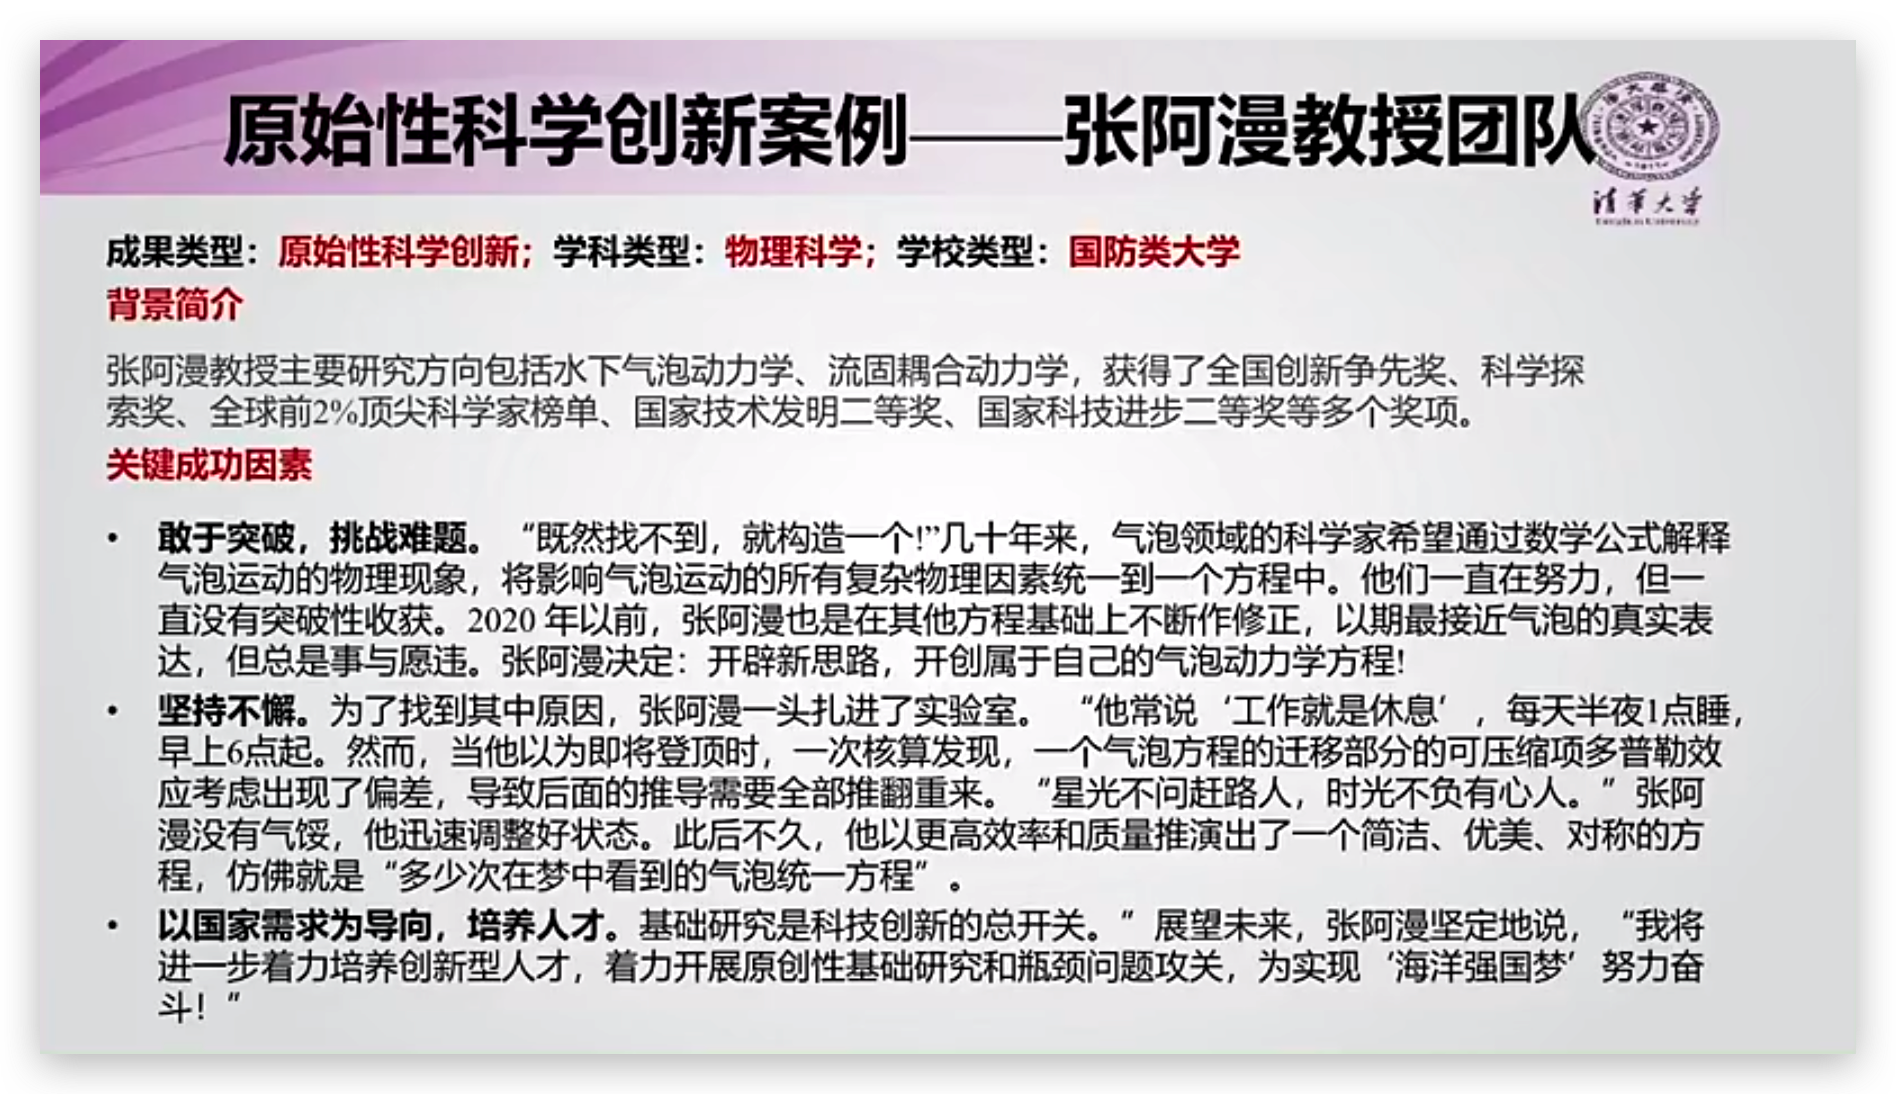 原始性科学创新案例——张阿漫教授团队
清华大学
成果类型：原始性科学创新；学科类型：物理科学；学校类型：国防类大学
背景简介
张阿漫教授主要研究方向包括水下气泡动力学、流固耦合动力学，获得了全国创新争先奖、科学探
索奖、全球前2%顶尖科学家榜单、国家技术发明二等奖、国家科技进步二等奖等多个奖项。
关键成功因素
• 敢于突破，挑战难题。“既然找不到，就构造一个!”几十年来，气泡领域的科学家希望通过数学公式解释
气泡运动的物理现象，将影响气泡运动的所有复杂物理因素统一到一个方程中。他们一直在努力，但一
直没有突破性收获。2020 年以前，张阿漫也是在其他方程基础上不断作修正，以期最接近气泡的真实表
达，但总是事与愿违。张阿漫决定：开辟新思路，开创属于自己的气泡动力学方程!
• 坚持不懈。为了找到其中原因，张阿漫一头扎进了实验室。“他常说‘工作就是休息’，每天半夜1点睡，
早上6点起。然而，当他以为即将登顶时，一次核算发现，一个气泡方程的迁移部分的可压缩项多普勒效
应考虑出现了偏差，导致后面的推导需要全部推翻重来。“星光不问赶路人，时光不负有心人。”张阿
漫没有气馁，他迅速调整好状态。此后不久，他以更高效率和质量推演出了一个简洁、优美、对称的方
程，仿佛就是“多少次在梦中看到的气泡统一方程”。
• 以国家需求为导向，培养人才。基础研究是科技创新的总开关。”展望未来，张阿漫坚定地说，“我将
进一步着力培养创新型人才，着力开展原创性基础研究和瓶颈问题攻关，为实现‘海洋强国梦’努力奋
斗！”